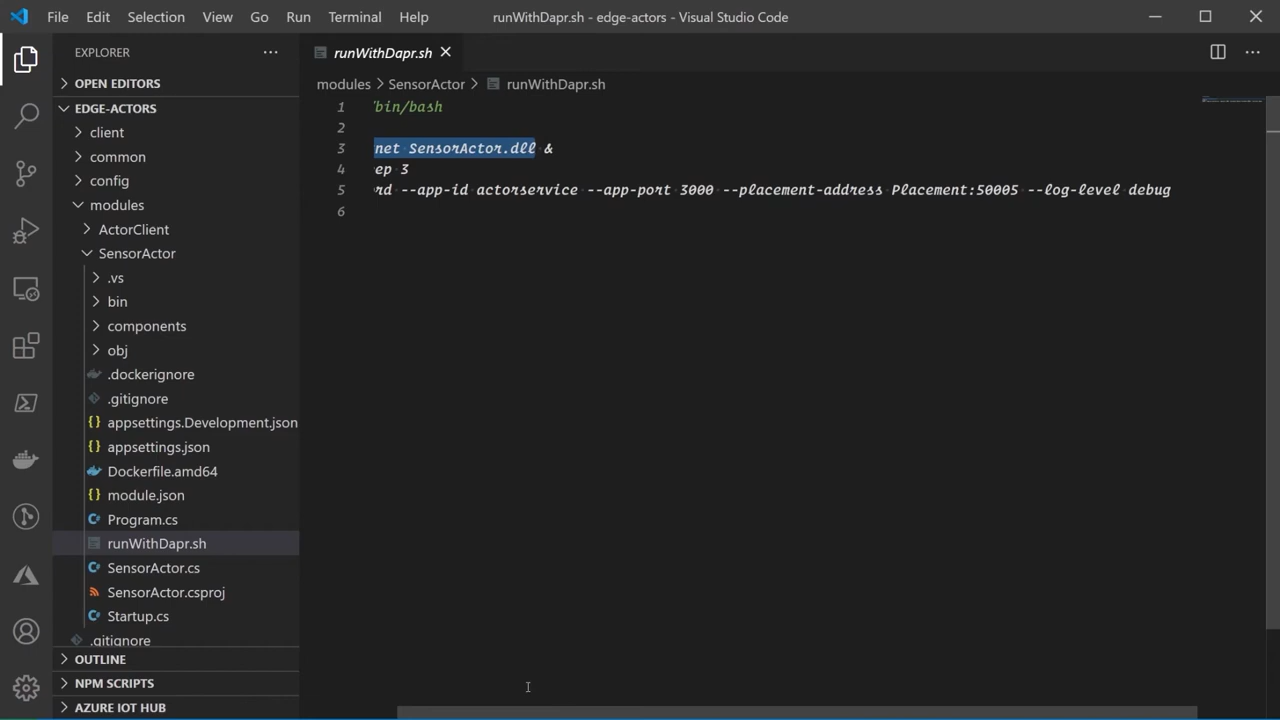 File Edit Selection View Go Run Terminal Help runWithDapr.sh - edge-actors - Visual Studio Code
EXPLORER
OPEN EDITORS
EDGE-ACTORS
client
common
config
modules
ActorClient
SensorActor
.vs
bin
components
obj
.dockerignore
.gitignore
appsettings.Development.json
appsettings.json
Dockerfile.amd64
module.json
Program.cs
runWithDapr.sh
SensorActor.cs
SensorActor.csproj
Startup.cs
.gitignore
OUTLINE
NPM SCRIPTS
AZURE IOT HUB
runWithDapr.sh
modules > SensorActor > runWithDapr.sh
1 bin/bash
2
3 net SensorActor.dll &
4 ep 3
5 rd --app-id actorservice --app-port 3000 --placement-address Placement:50005 --log-level debug
6